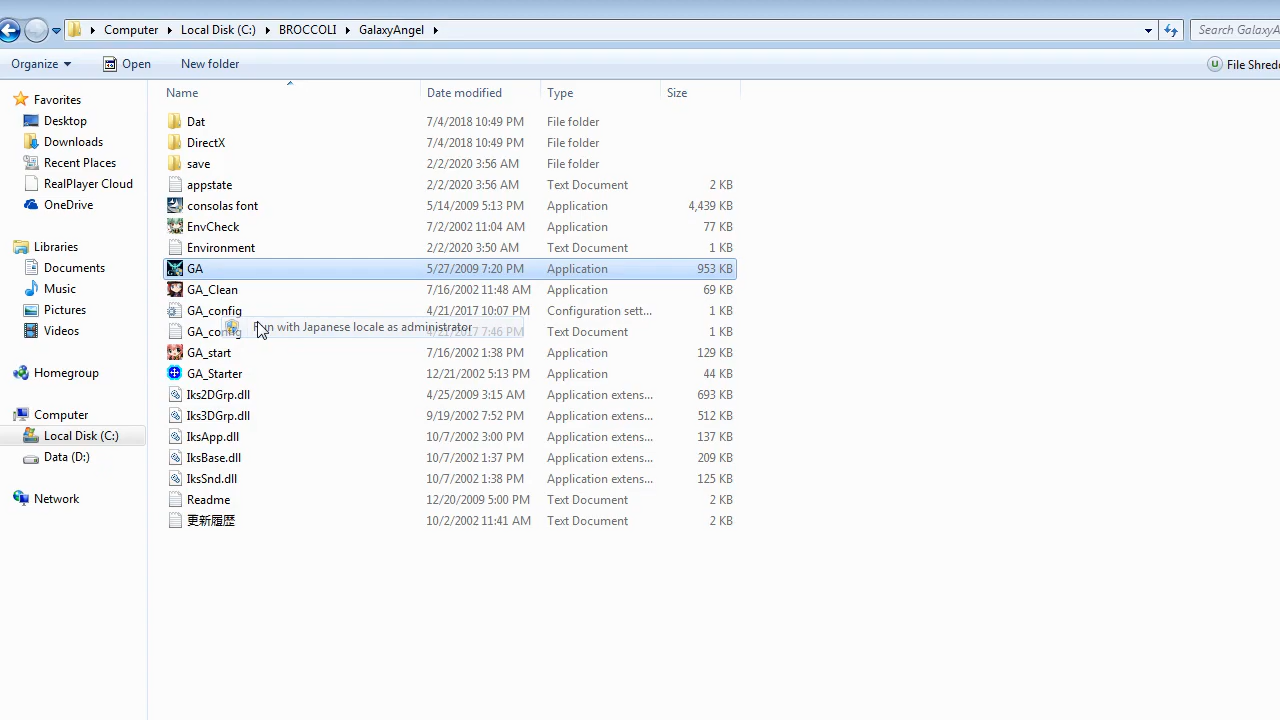 Computer Local Disk (C:) BROCCOLI GalaxyAngel Search GalaxyA
Organize Open New folder File Shred
Name Date modified Type Size
Favorites
Desktop
Downloads
Recent Places
RealPlayer Cloud
OneDrive
Libraries
Documents
Music
Pictures
Videos
Homegroup
Computer
Local Disk (C:)
Data (D:)
Network
Dat 7/4/2018 10:49 PM File folder
DirectX 7/4/2018 10:49 PM File folder
save 2/2/2020 3:56 AM File folder
appstate 2/2/2020 3:56 AM Text Document 2 KB
consolas font 5/14/2009 5:13 PM Application 4,439 KB
EnvCheck 7/2/2002 11:04 AM Application 77 KB
Environment 2/2/2020 3:50 AM Text Document 1 KB
GA 5/27/2009 7:20 PM Application 953 KB
GA_Clean 7/16/2002 11:48 AM Application 69 KB
GA_config 4/21/2017 10:07 PM Configuration sett... 1 KB
Run with Japanese locale as administrator
GA_config 4/21/2017 7:46 PM Text Document 1 KB
GA_start 7/16/2002 1:38 PM Application 129 KB
GA_Starter 12/21/2002 5:13 PM Application 44 KB
Iks2DGrp.dll 4/25/2009 3:15 AM Application extens... 693 KB
Iks3DGrp.dll 9/19/2002 7:52 PM Application extens... 512 KB
IksApp.dll 10/7/2002 3:00 PM Application extens... 137 KB
IksBase.dll 10/7/2002 1:37 PM Application extens... 209 KB
IksSnd.dll 10/7/2002 1:38 PM Application extens... 125 KB
Readme 12/20/2009 5:00 PM Text Document 2 KB
更新履歴 10/2/2002 11:41 AM Text Document 2 KB